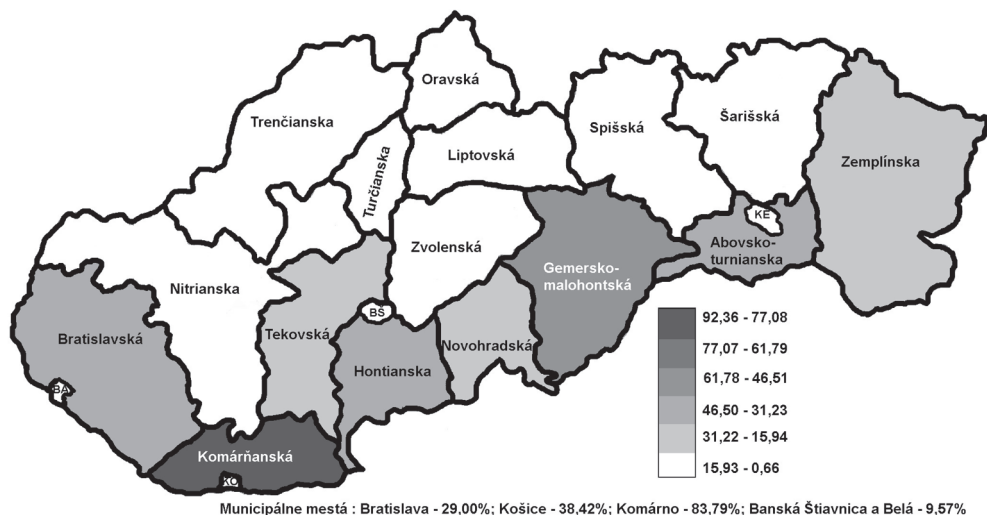 Oravská
Trenčianska
Šarišská
Spišská
Liptovská
Zemplínska
Turčianska
KE
Zvolenská
Abovsko-
turnianska
Gemersko-
malohontská
Nitrianska
BŠ
92,36 - 77,08
Bratislavská
Tekovská
Novohradská
77,07 - 61,79
Hontianska
61,78 - 46,51
BA
46,50 - 31,23
31,22 - 15,94
Komárňanská
15,93 - 0,66
KO
Municipálne mestá : Bratislava - 29,00%; Košice - 38,42%; Komárno - 83,79%; Banská Štiavnica a Belá - 9,57%